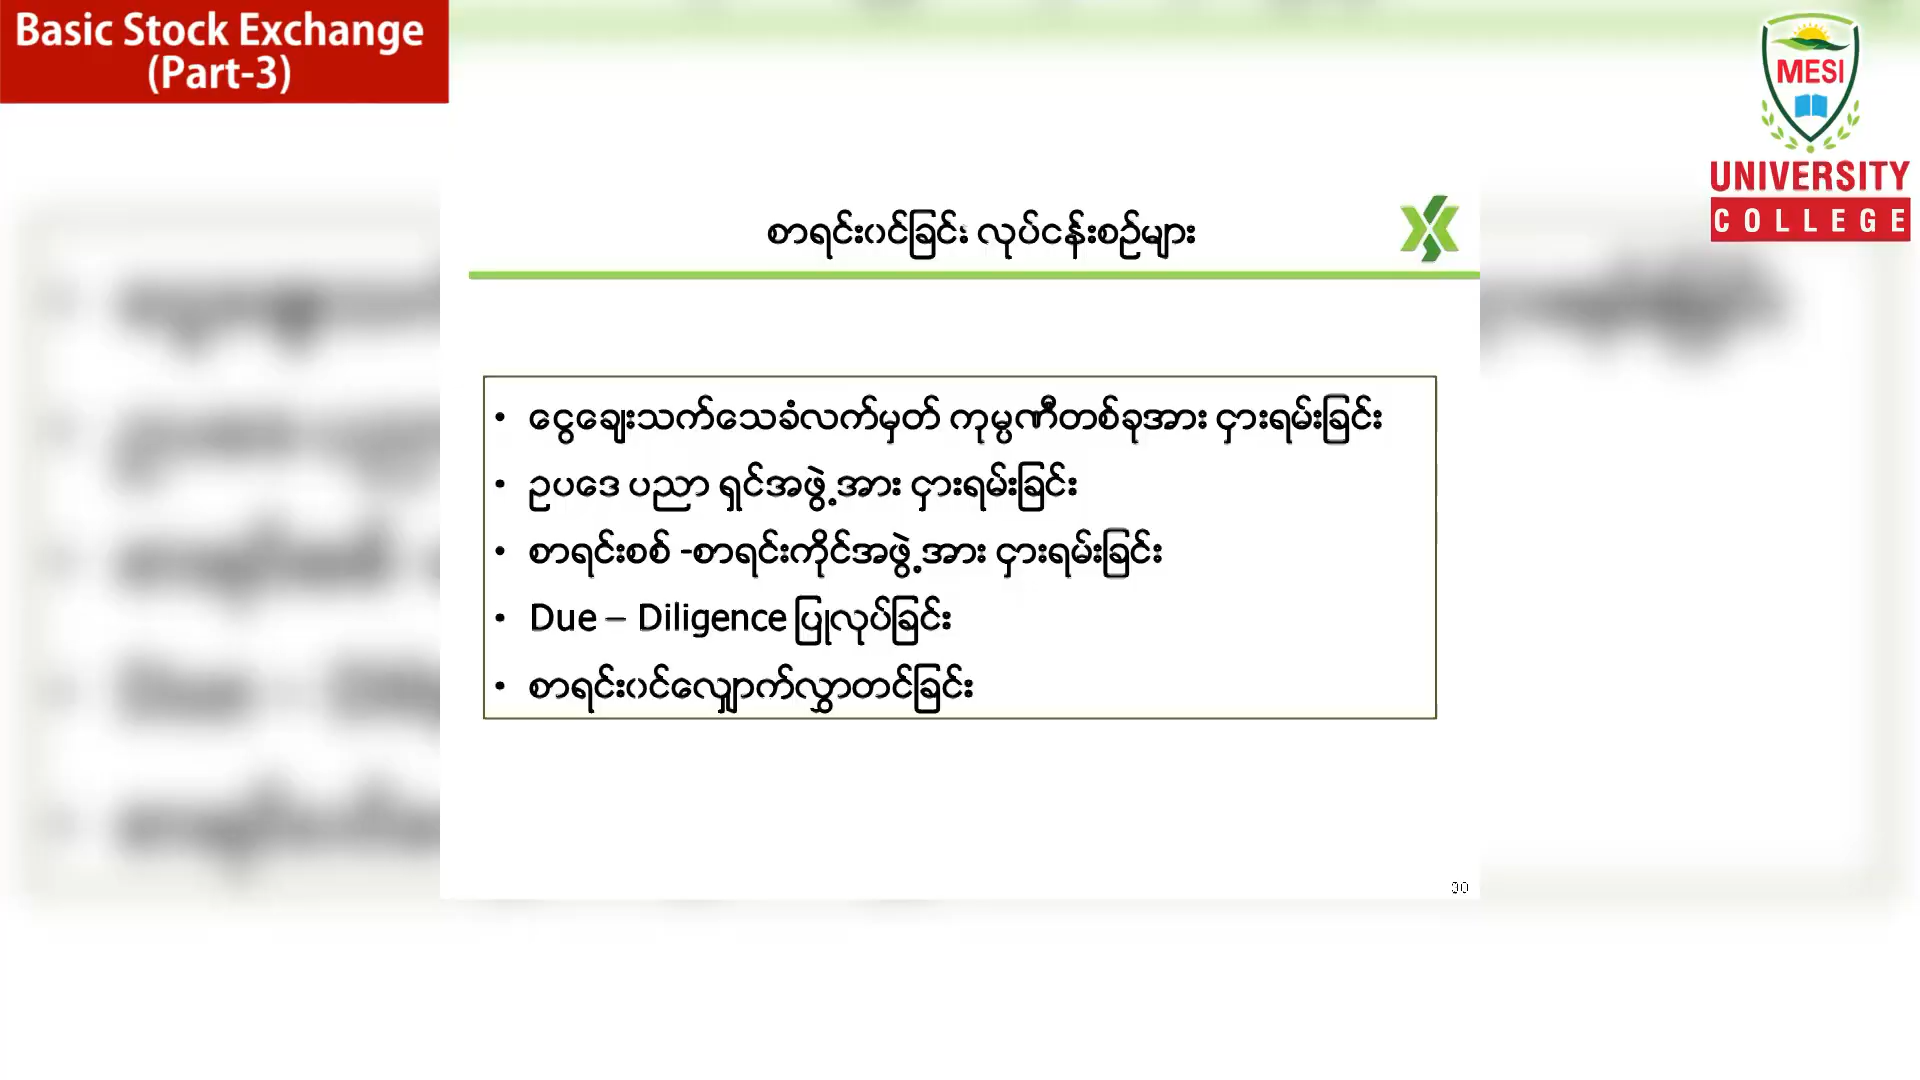 Basic Stock Exchange
(Part-3)
MESI
UNIVERSITY
COLLEGE
စာရင်းဝင်ခြင်း လုပ်ငန်းစဉ်များ
• ငွေချေးသက်သေခံလက်မှတ် ကုမ္ပဏီတစ်ခုအား ငှားရမ်းခြင်း
• ဥပဒေ ပညာ ရှင်အဖွဲ့အား ငှားရမ်းခြင်း
• စာရင်းစစ် -စာရင်းကိုင်အဖွဲ့အား ငှားရမ်းခြင်း
• Due – Diligence ပြုလုပ်ခြင်း
• စာရင်းဝင်လျှောက်လွှာတင်ခြင်း